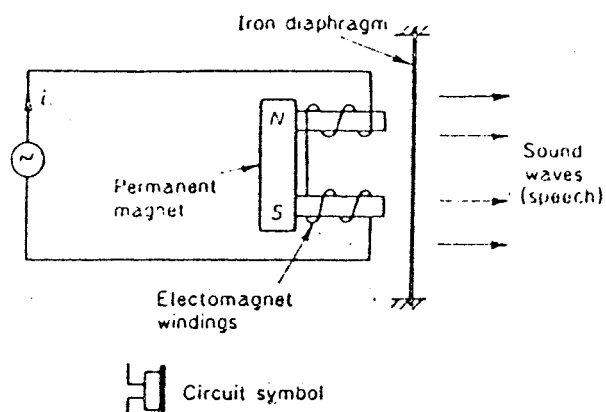 Iron diaphragm
i
N
~
Permanent
magnet
S
Sound
waves
(speech)
Electomagnet
windings
Circuit symbol